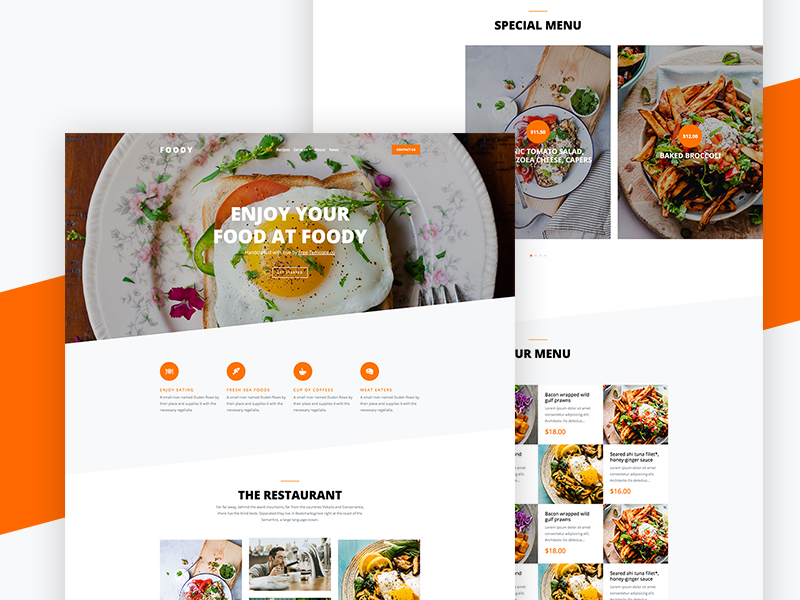 FOODY
Recipes Services About News
CONTACT US
ENJOY YOUR
FOOD AT FOODY
Handcrafted with love by Free-Template.co
GET STARTED
ENJOY EATING
A small river named Duden flows by
their place and supplies it with the
necessary regelialia.
FRESH SEA FOODS
A small river named Duden flows by
their place and supplies it with the
necessary regelialia.
CUP OF COFFEES
A small river named Duden flows by
their place and supplies it with the
necessary regelialia.
MEAT EATERS
A small river named Duden flows by
their place and supplies it with the
necessary regelialia.
THE RESTAURANT
Far far away, behind the word mountains, far from the countries Vokalia and Consonantia,
there live the blind texts. Separated they live in Bookmarksgrove right at the coast of the
Semantics, a large language ocean.
SPECIAL MENU
$11.50
NIC TOMATO SALAD,
ZOLA CHEESE, CAPERS
$12.00
BAKED BROCCOLI
UR MENU
Bacon wrapped wild
gulf prawns
Lorem ipsum dolor sit amet
consectetur adipisicing elit.
Architecto illo delectus...
$18.00
Seared ahi tuna fillet*,
honey-ginger sauce
Lorem ipsum dolor sit amet
consectetur adipisicing elit.
Architecto illo delectus...
$16.00
Bacon wrapped wild
gulf prawns
Lorem ipsum dolor sit amet
consectetur adipisicing elit.
Architecto illo delectus...
$18.00
Seared ahi tuna fillet*,
honey-ginger sauce
Lorem ipsum dolor sit amet
consectetur adipisicing elit.